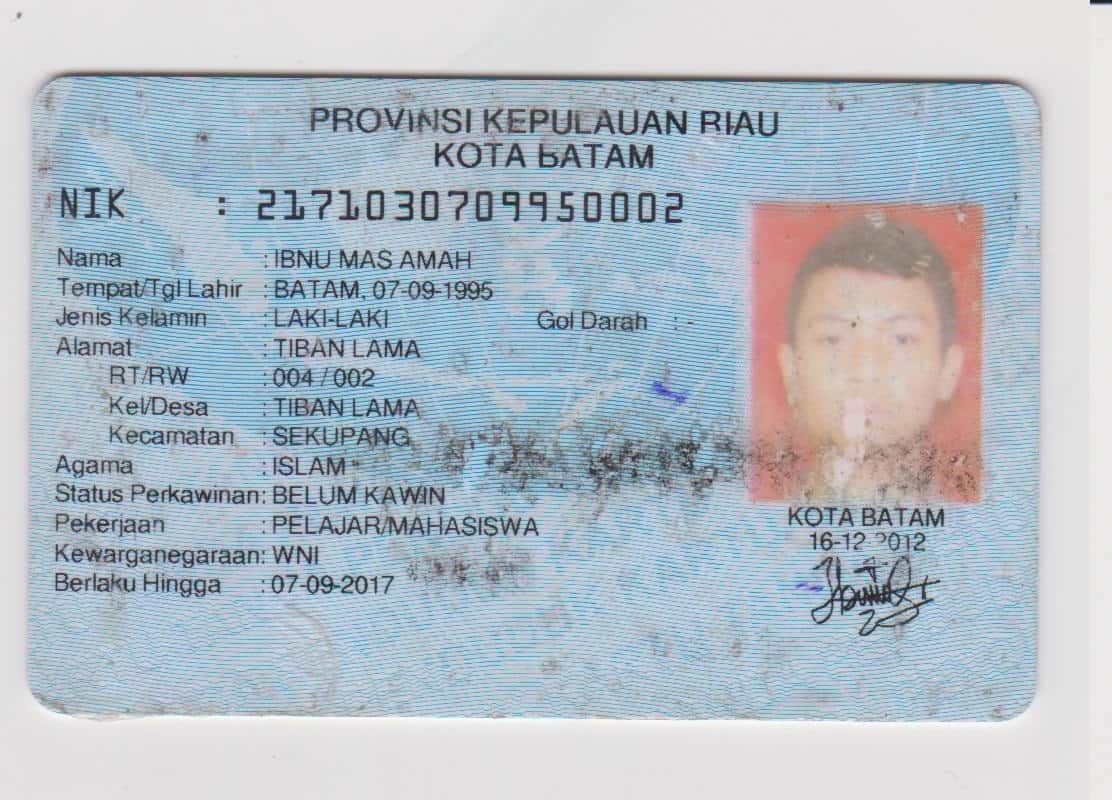 PROVINSI KEPULAUAN RIAU
KOTA BATAM
NIK : 2171030709950002
Nama : IBNU MAS AMAH
Tempat/Tgl Lahir : BATAM, 07-09-1995
Jenis Kelamin : LAKI-LAKI Gol Darah : -
Alamat : TIBAN LAMA
RT/RW : 004 / 002
Kel/Desa : TIBAN LAMA
Kecamatan : SEKUPANG
Agama : ISLAM
Status Perkawinan: BELUM KAWIN
Pekerjaan : PELAJAR/MAHASISWA
Kewarganegaraan: WNI
Berlaku Hingga : 07-09-2017
KOTA BATAM
16-12-2012